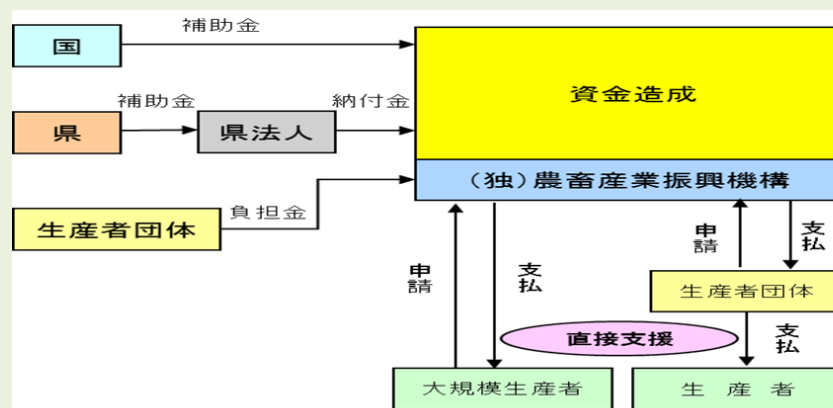 補助金
国
資金造成
補助金
納付金
県
県法人
(独)農畜産業振興機構
生産者団体
負担金
申請
支払
申請
支払
生産者団体
直接支援
支払
大規模生産者
生産者